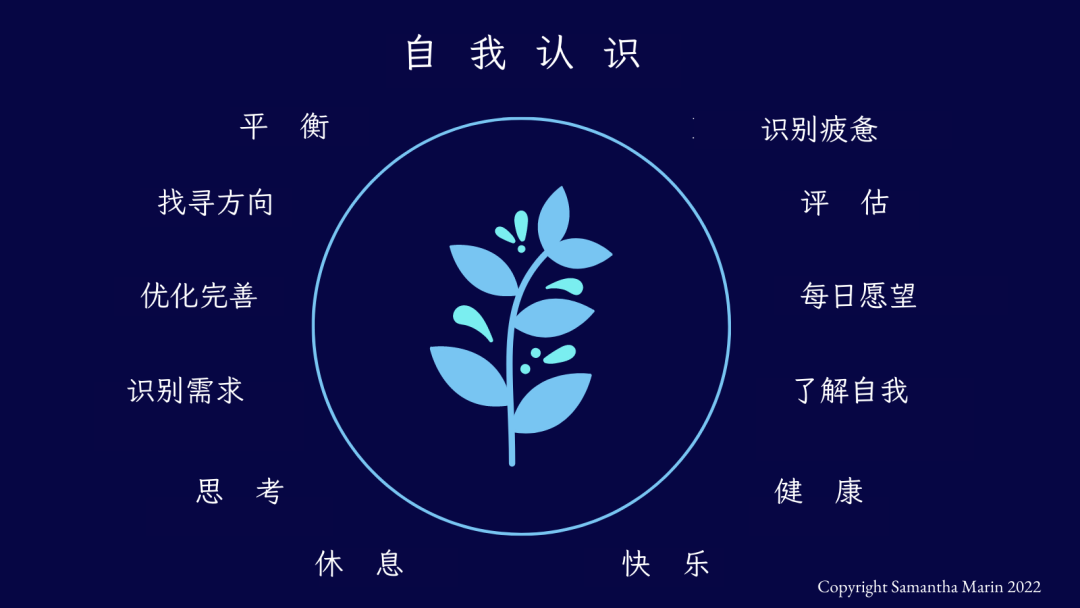 自我认识
平衡
识别疲惫
找寻方向
评估
优化完善
每日愿望
识别需求
了解自我
思考
健康
休息
快乐
Copyright Samantha Marin 2022